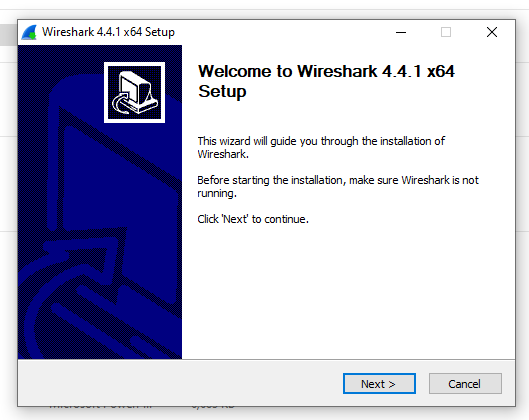 Wireshark 4.4.1 x64 Setup
Welcome to Wireshark 4.4.1 x64
Setup
This wizard will guide you through the installation of
Wireshark.
Before starting the installation, make sure Wireshark is not
running.
Click 'Next' to continue.
Next >
Cancel